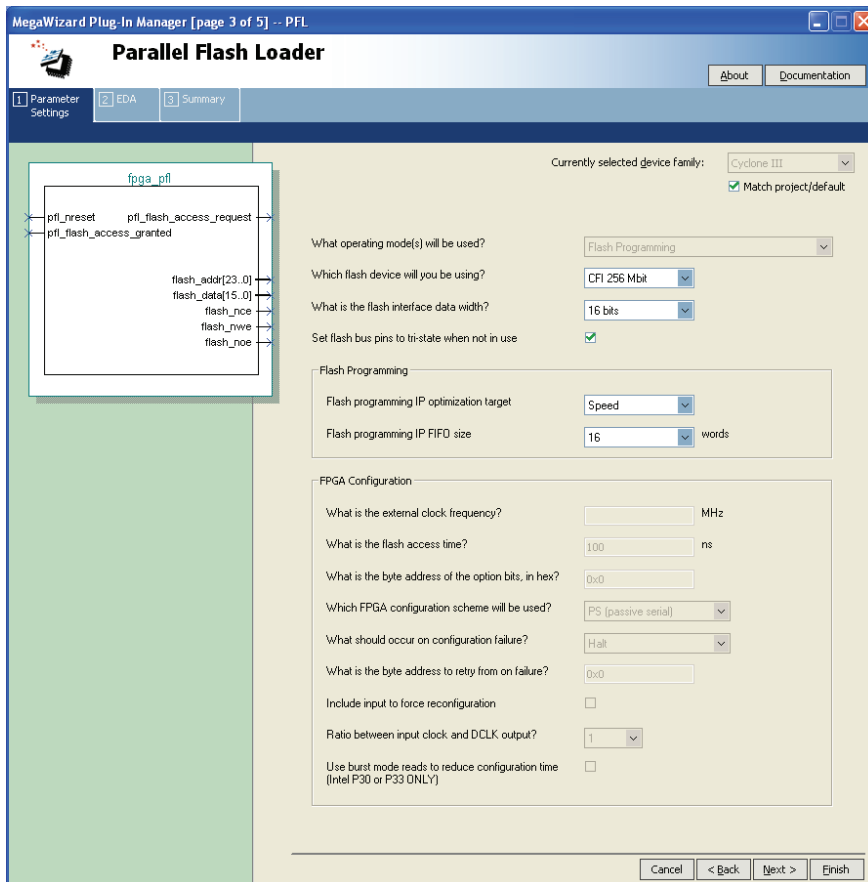 MegaWizard Plug-In Manager [page 3 of 5] -- PFL
Parallel Flash Loader
About
Documentation
1 Parameter Settings
2 EDA
3 Summary
Currently selected device family:
Cyclone III
Match project/default
fpga_pfl
pfl_nreset
pfl_flash_access_request
pfl_flash_access_granted
flash_addr[23..0]
flash_data[15..0]
flash_nce
flash_nwe
flash_noe
What operating mode(s) will be used?
Flash Programming
Which flash device will you be using?
CFI 256 Mbit
What is the flash interface data width?
16 bits
Set flash bus pins to tri-state when not in use
Flash Programming
Flash programming IP optimization target
Speed
Flash programming IP FIFO size
16
words
FPGA Configuration
What is the external clock frequency?
MHz
What is the flash access time?
100
ns
What is the byte address of the option bits, in hex?
0x0
Which FPGA configuration scheme will be used?
PS (passive serial)
What should occur on configuration failure?
Halt
What is the byte address to retry from on failure?
0x0
Include input to force reconfiguration
Ratio between input clock and DCLK output?
1
Use burst mode reads to reduce configuration time
(Intel P30 or P33 ONLY)
Cancel
< Back
Next >
Finish